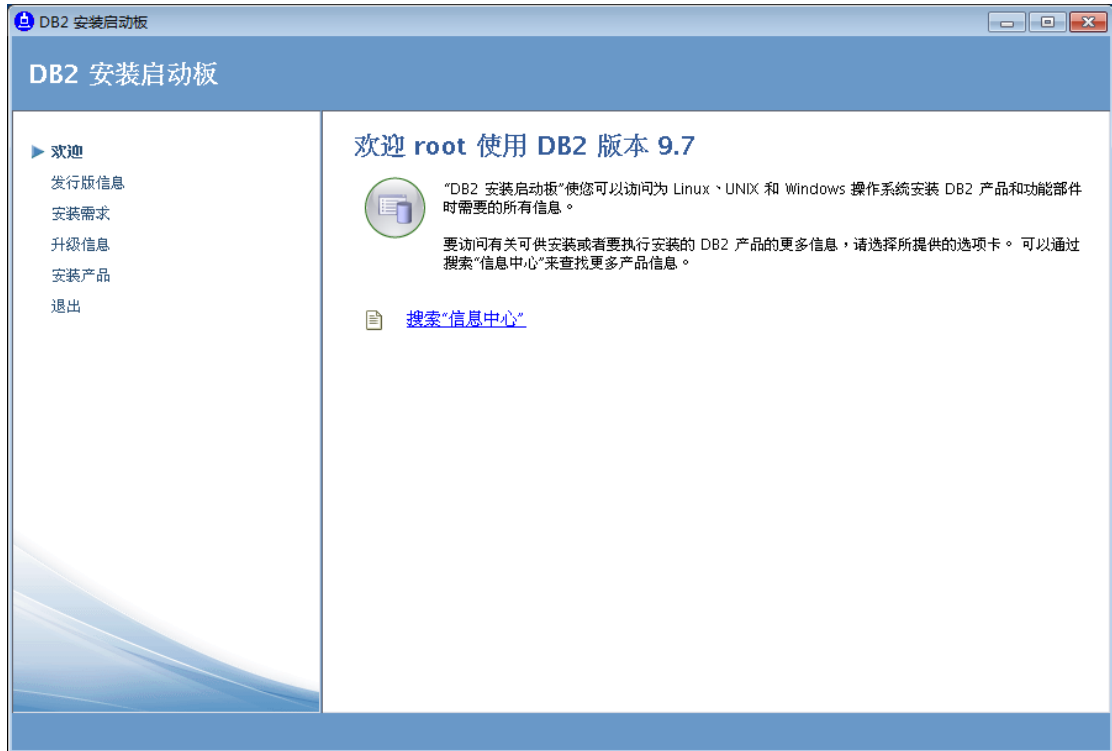 DB2 安装启动板
DB2 安装启动板
欢迎
发行版信息
安装需求
升级信息
安装产品
退出
欢迎 root 使用 DB2 版本 9.7
“DB2 安装启动板”使您可以访问为 Linux、UNIX 和 Windows 操作系统安装 DB2 产品和功能部件
时需要的所有信息。
要访问有关可供安装或者要执行安装的 DB2 产品的更多信息，请选择所提供的选项卡。 可以通过
搜索“信息中心”来查找更多产品信息。
搜索“信息中心”